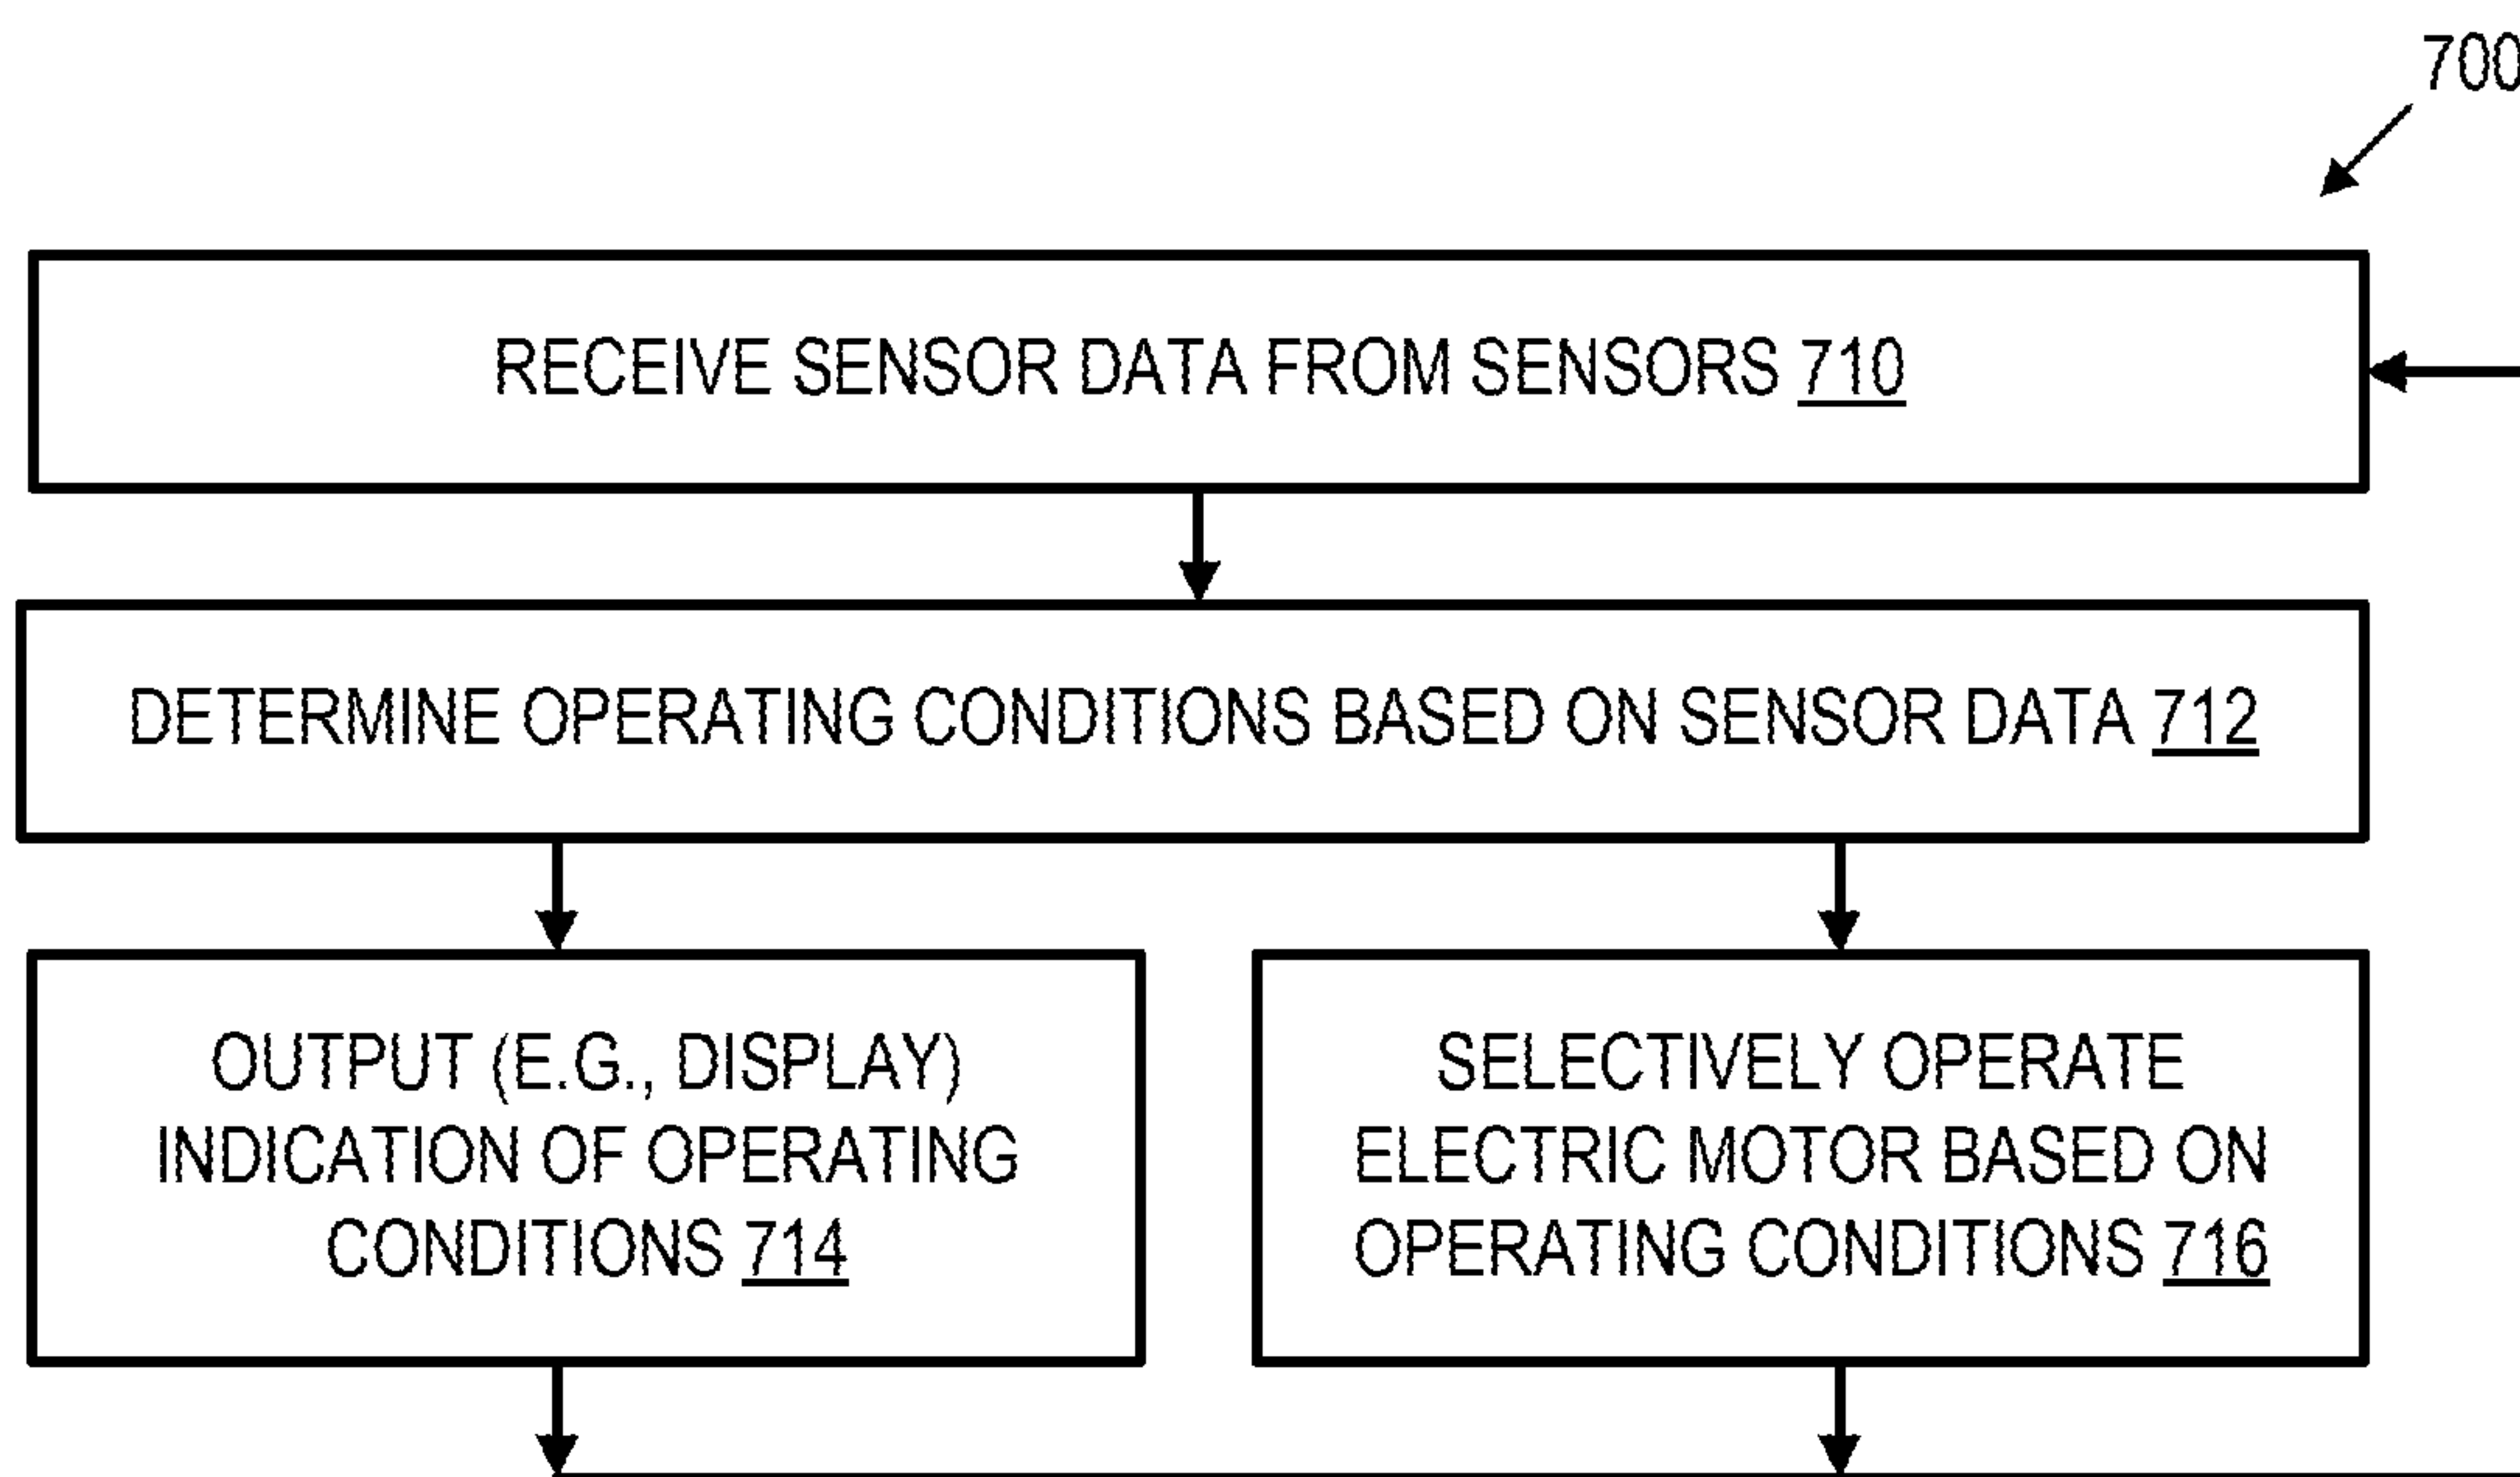 700
RECEIVE SENSOR DATA FROM SENSORS 710
DETERMINE OPERATING CONDITIONS BASED ON SENSOR DATA 712
OUTPUT (E.G., DISPLAY)
INDICATION OF OPERATING
CONDITIONS 714
SELECTIVELY OPERATE
ELECTRIC MOTOR BASED ON
OPERATING CONDITIONS 716